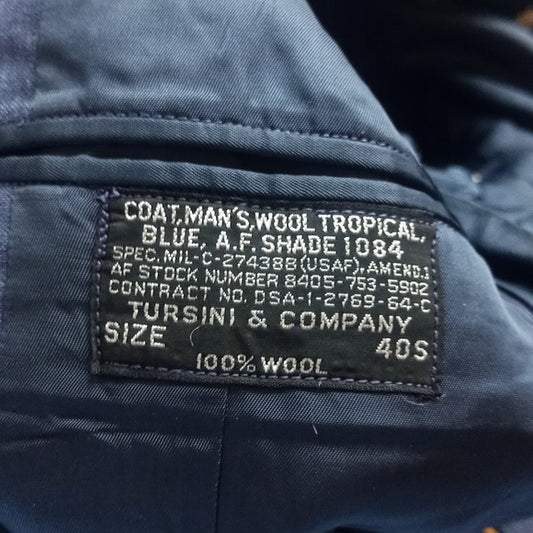 COAT, MAN'S, WOOL TROPICAL,
BLUE, A.F. SHADE 1084
SPEC. MIL-C-27438B (USAF), AMEND.1
AF STOCK NUMBER 8405-753-5902
CONTRACT NO. DSA-1-2769-64-C
TURSINI & COMPANY
SIZE 40S
100% WOOL